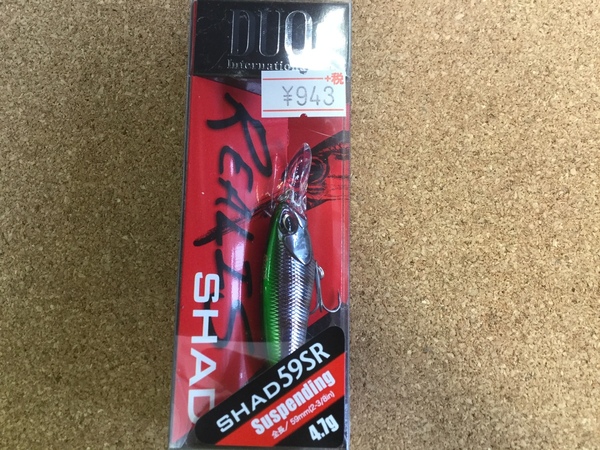 DUO
International
+税
¥943
REALIS
SHAD
SHAD59SR
Suspending
全長/59mm(2-3/8in)
4.7g